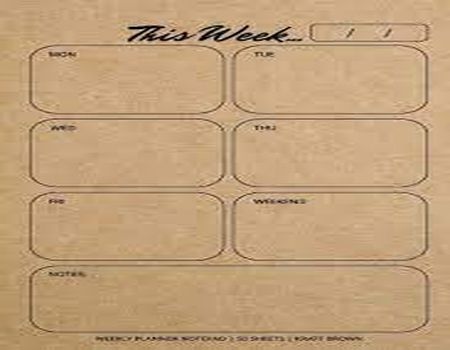 This Week...
/ /
MON
TUE
WED
THU
FRI
WEEKEND
NOTES:
WEEKLY PLANNER NOTEPAD | 50 SHEETS | KRAFT BROWN